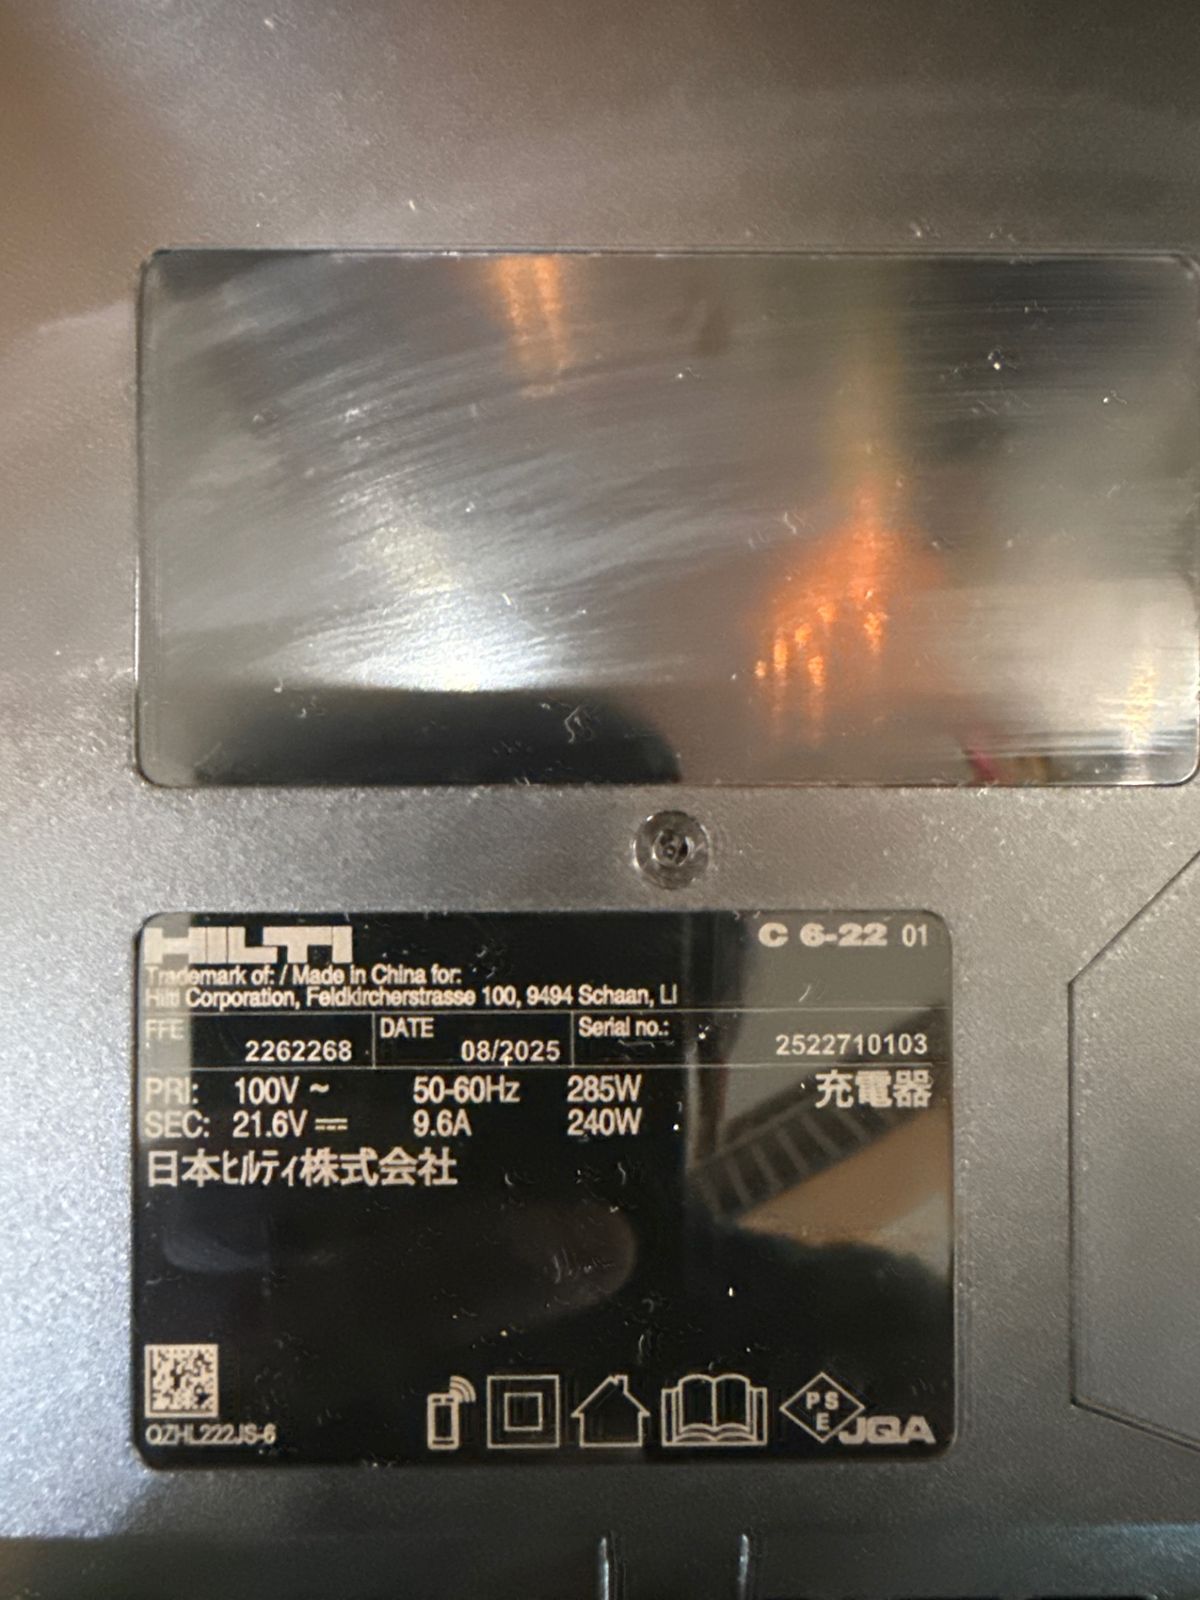 HILTI
C 6-22 01
Trademark of: / Made in China for:
Hilti Corporation, Feldkircherstrasse 100, 9494 Schaan, LI
FFE 2262268 DATE 08/2025 Serial no.: 2522710103
PRI: 100V ~ 50-60Hz 285W 充電器
SEC: 21.6V ⎓ 9.6A 240W
日本ヒルティ株式会社
PSE
JQA
QZHL222JS-6